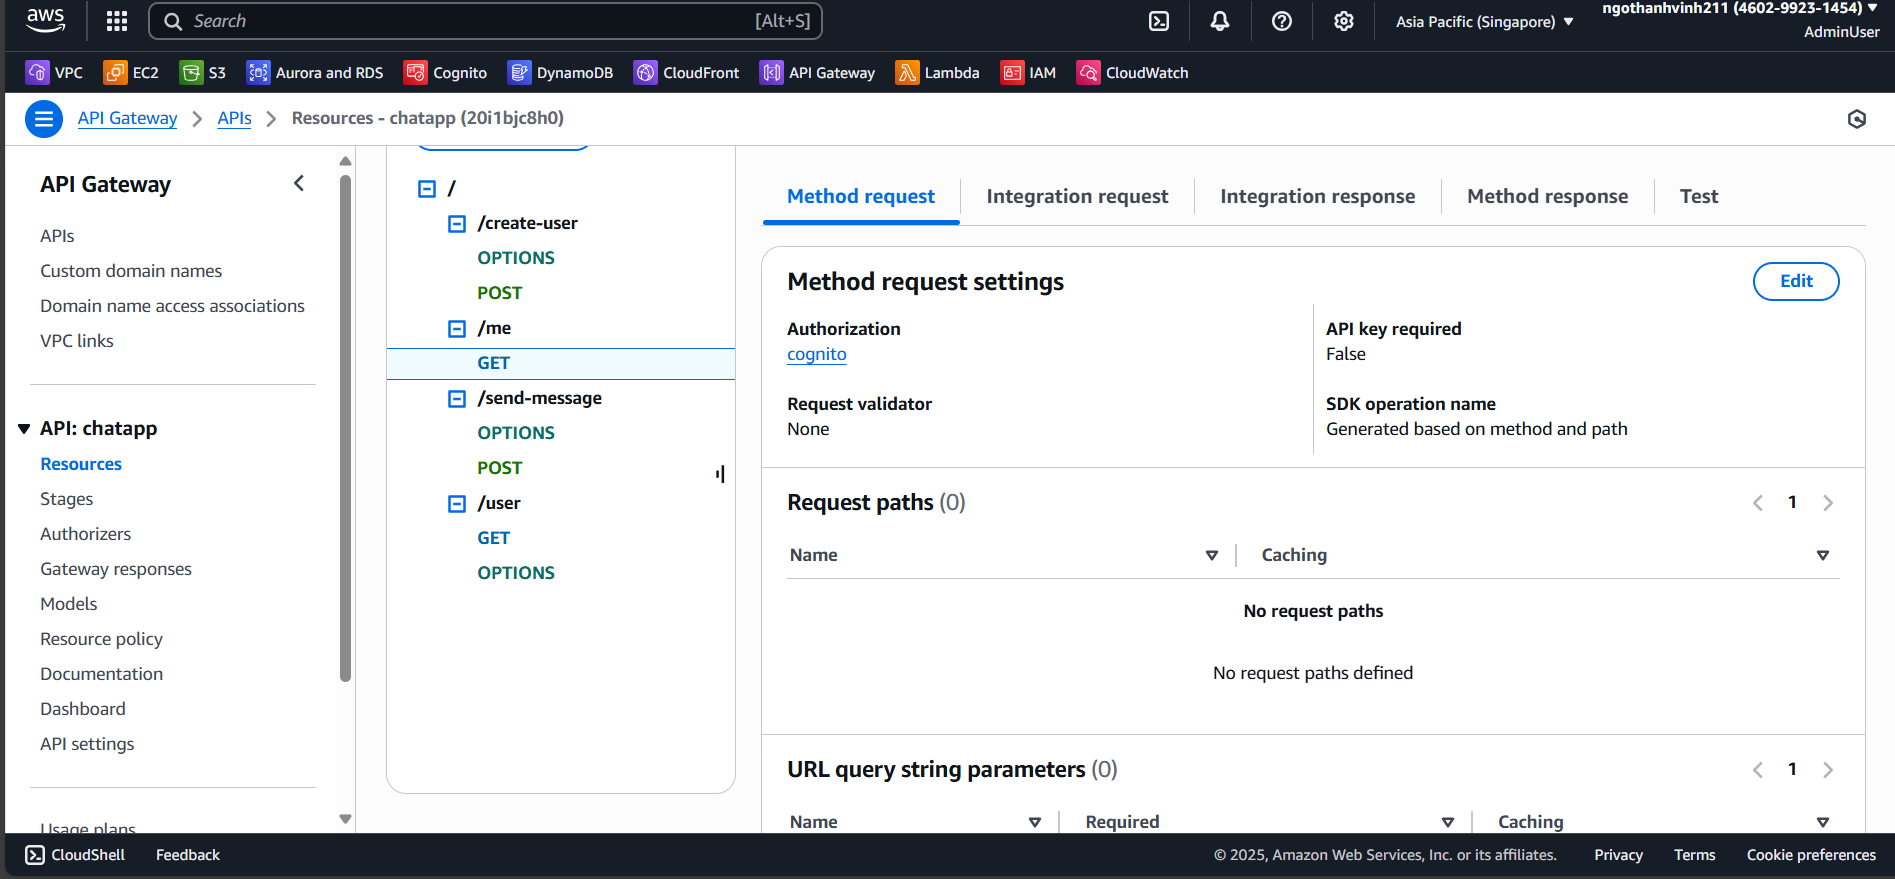 aws
Search
[Alt+S]
Asia Pacific (Singapore)
ngothanhvinh211 (4602-9923-1454)
AdminUser
VPC
EC2
S3
Aurora and RDS
Cognito
DynamoDB
CloudFront
API Gateway
Lambda
IAM
CloudWatch
API Gateway
APIs
Resources - chatapp (20i1bjc8h0)
API Gateway
APIs
Custom domain names
Domain name access associations
VPC links
API: chatapp
Resources
Stages
Authorizers
Gateway responses
Models
Resource policy
Documentation
Dashboard
API settings
Usage plans
/
/create-user
OPTIONS
POST
/me
GET
/send-message
OPTIONS
POST
/user
GET
OPTIONS
Method request
Integration request
Integration response
Method response
Test
Method request settings
Edit
Authorization
cognito
API key required
False
Request validator
None
SDK operation name
Generated based on method and path
Request paths (0)
1
Name
Caching
No request paths
No request paths defined
URL query string parameters (0)
1
Name
Required
Caching
CloudShell
Feedback
© 2025, Amazon Web Services, Inc. or its affiliates.
Privacy
Terms
Cookie preferences